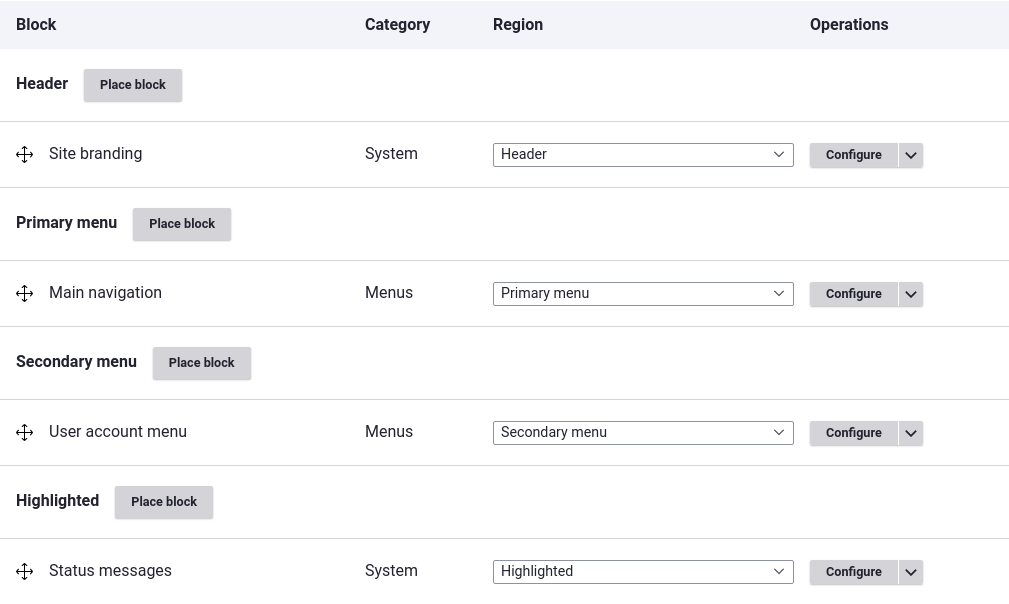 Block Category Region Operations
Header Place block
Site branding System Header Configure
Primary menu Place block
Main navigation Menus Primary menu Configure
Secondary menu Place block
User account menu Menus Secondary menu Configure
Highlighted Place block
Status messages System Highlighted Configure